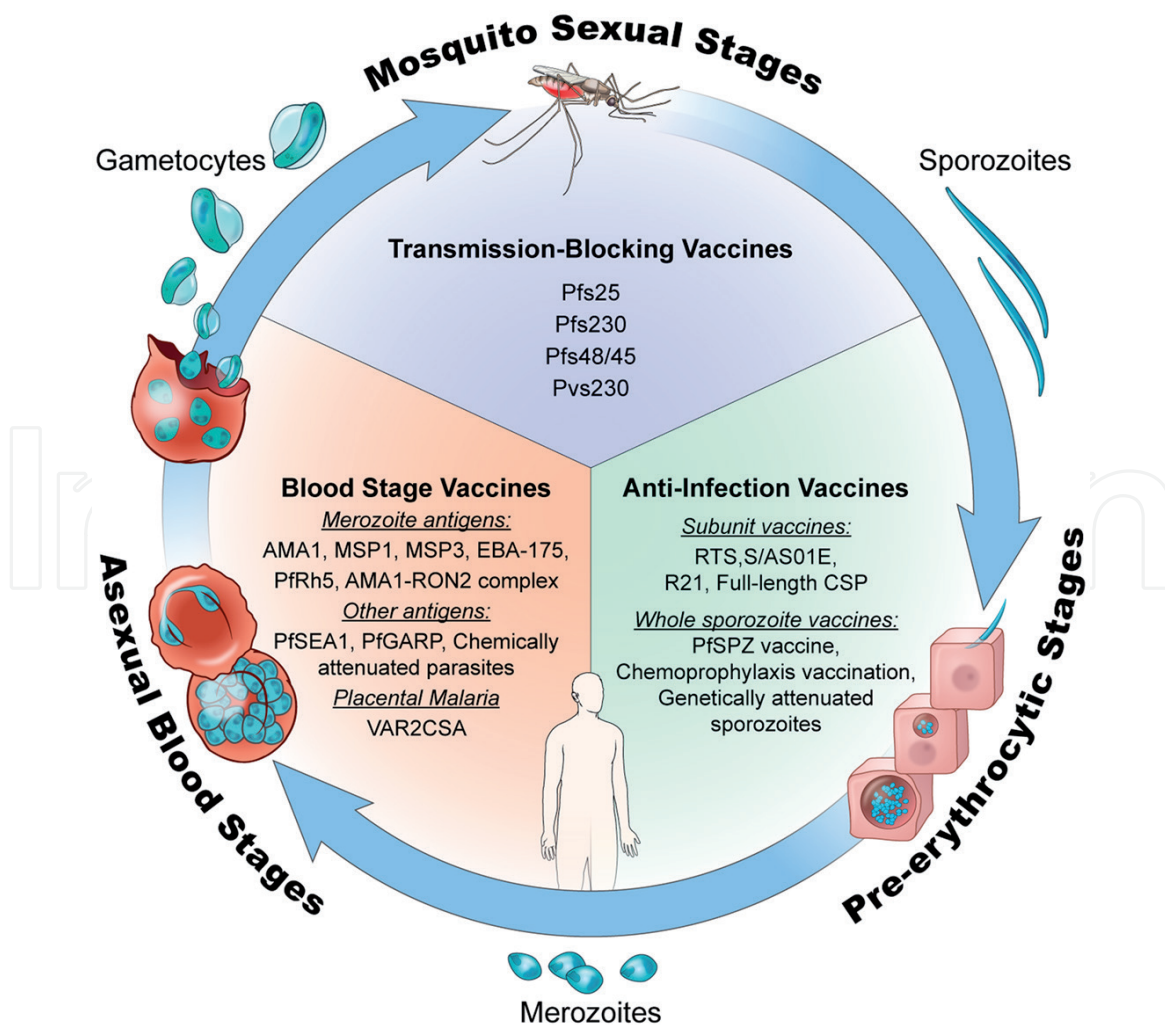 Mosquito Sexual Stages
Gametocytes
Sporozoites
Transmission-Blocking Vaccines
Pfs25
Pfs230
Pfs48/45
Pvs230
Blood Stage Vaccines
Merozoite antigens:
AMA1, MSP1, MSP3, EBA-175,
PfRh5, AMA1-RON2 complex
Other antigens:
PfSEA1, PfGARP, Chemically
attenuated parasites
Placental Malaria
VAR2CSA
Anti-Infection Vaccines
Subunit vaccines:
RTS,S/AS01E,
R21, Full-length CSP
Whole sporozoite vaccines:
PfSPZ vaccine,
Chemoprophylaxis vaccination,
Genetically attenuated
sporozoites
Asexual Blood Stages
Pre-erythrocytic Stages
Merozoites